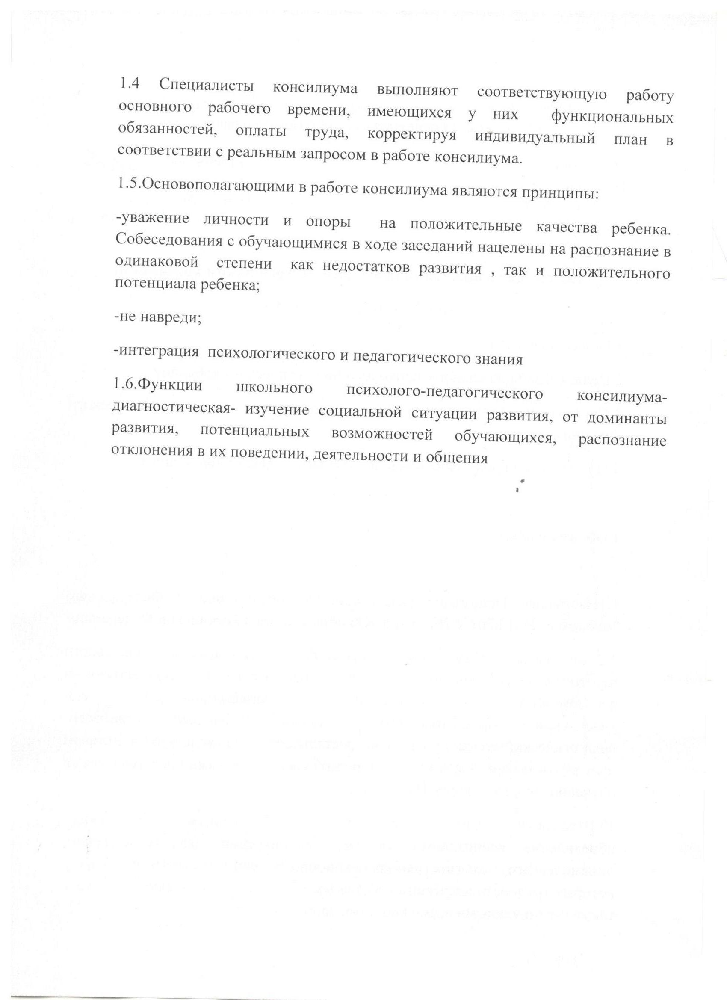 1.4 Специалисты консилиума выполняют соответствующую работу
основного рабочего времени, имеющихся у них функциональных
обязанностей, оплаты труда, корректируя индивидуальный план в
соответствии с реальным запросом в работе консилиума.
1.5.Основополагающими в работе консилиума являются принципы:
-уважение личности и опоры на положительные качества ребенка.
Собеседования с обучающимися в ходе заседаний нацелены на распознание в
одинаковой степени как недостатков развития , так и положительного
потенциала ребенка;
-не навреди;
-интеграция психологического и педагогического знания
1.6.Функции школьного психолого-педагогического консилиума-
диагностическая- изучение социальной ситуации развития, от доминанты
развития, потенциальных возможностей обучающихся, распознание
отклонения в их поведении, деятельности и общения